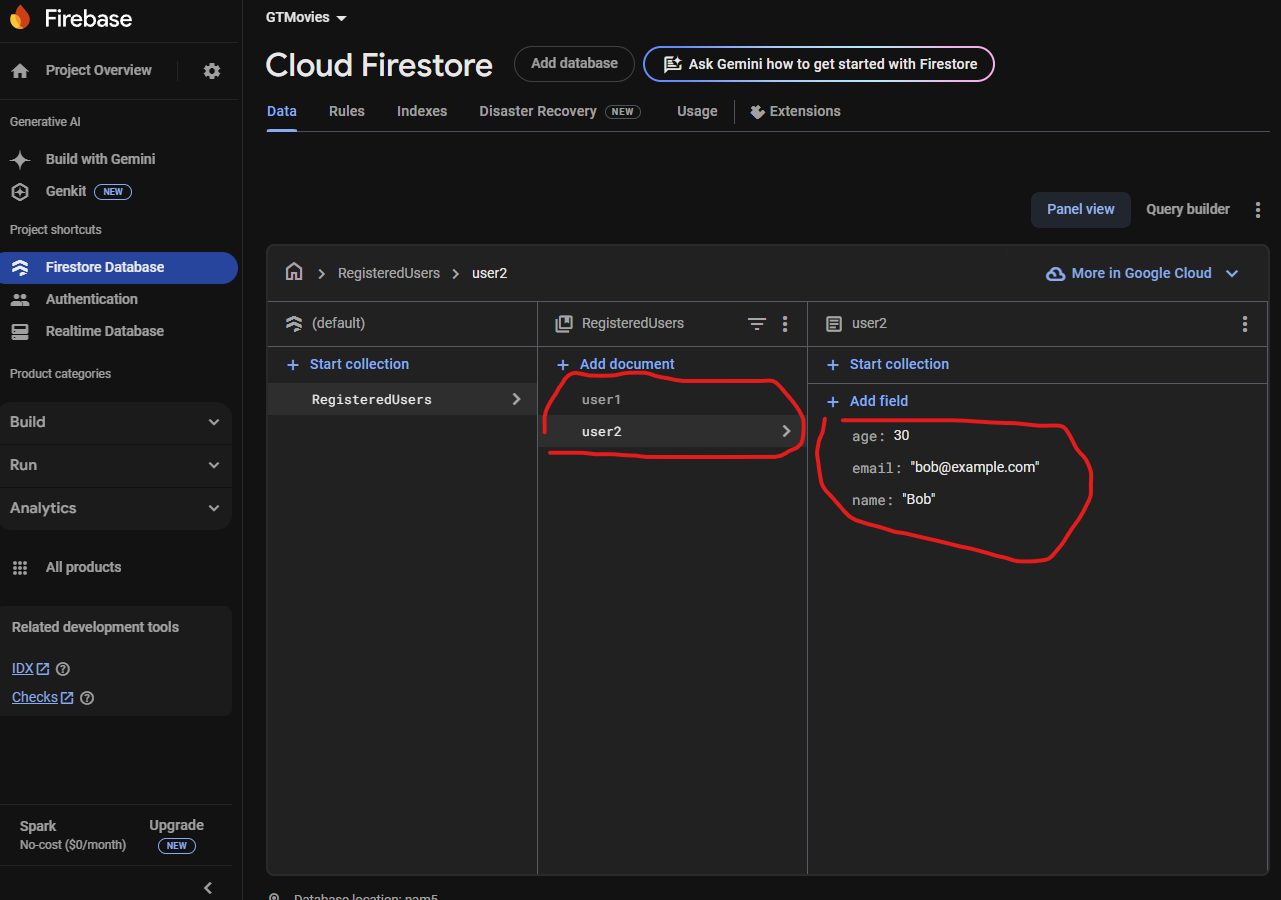 Firebase
GTMovies
Cloud Firestore
Add database
Ask Gemini how to get started with Firestore
Project Overview
Data
Rules
Indexes
Disaster Recovery NEW
Usage
Extensions
Generative AI
Build with Gemini
Genkit NEW
Project shortcuts
Firestore Database
Authentication
Realtime Database
Product categories
Build
Run
Analytics
All products
Related development tools
IDX
Checks
Spark
No-cost ($0/month)
Upgrade
NEW
Panel view
Query builder
RegisteredUsers
user2
More in Google Cloud
(default)
Start collection
RegisteredUsers
RegisteredUsers
Add document
user1
user2
user2
Start collection
Add field
age: 30
email: "bob@example.com"
name: "Bob"
Database location: nam5